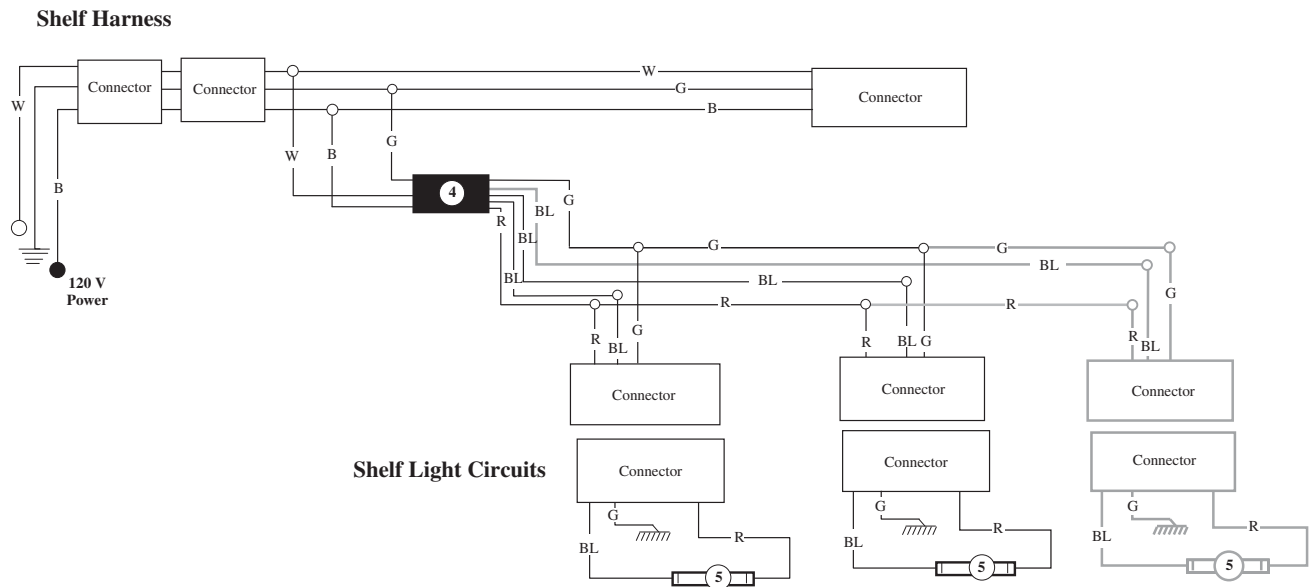 Shelf Harness
W
Connector
Connector
G
Connector
W
B
B
G
W
B
B
4
G
BL
R
BL
G
G
120 V
Power
BL
BL
BL
G
R
R
G
R
BL
R
BL G
R
BL
Connector
Connector
Connector
Shelf Light Circuits
Connector
Connector
Connector
G
G
G
R
R
R
BL
BL
BL
5
5
5